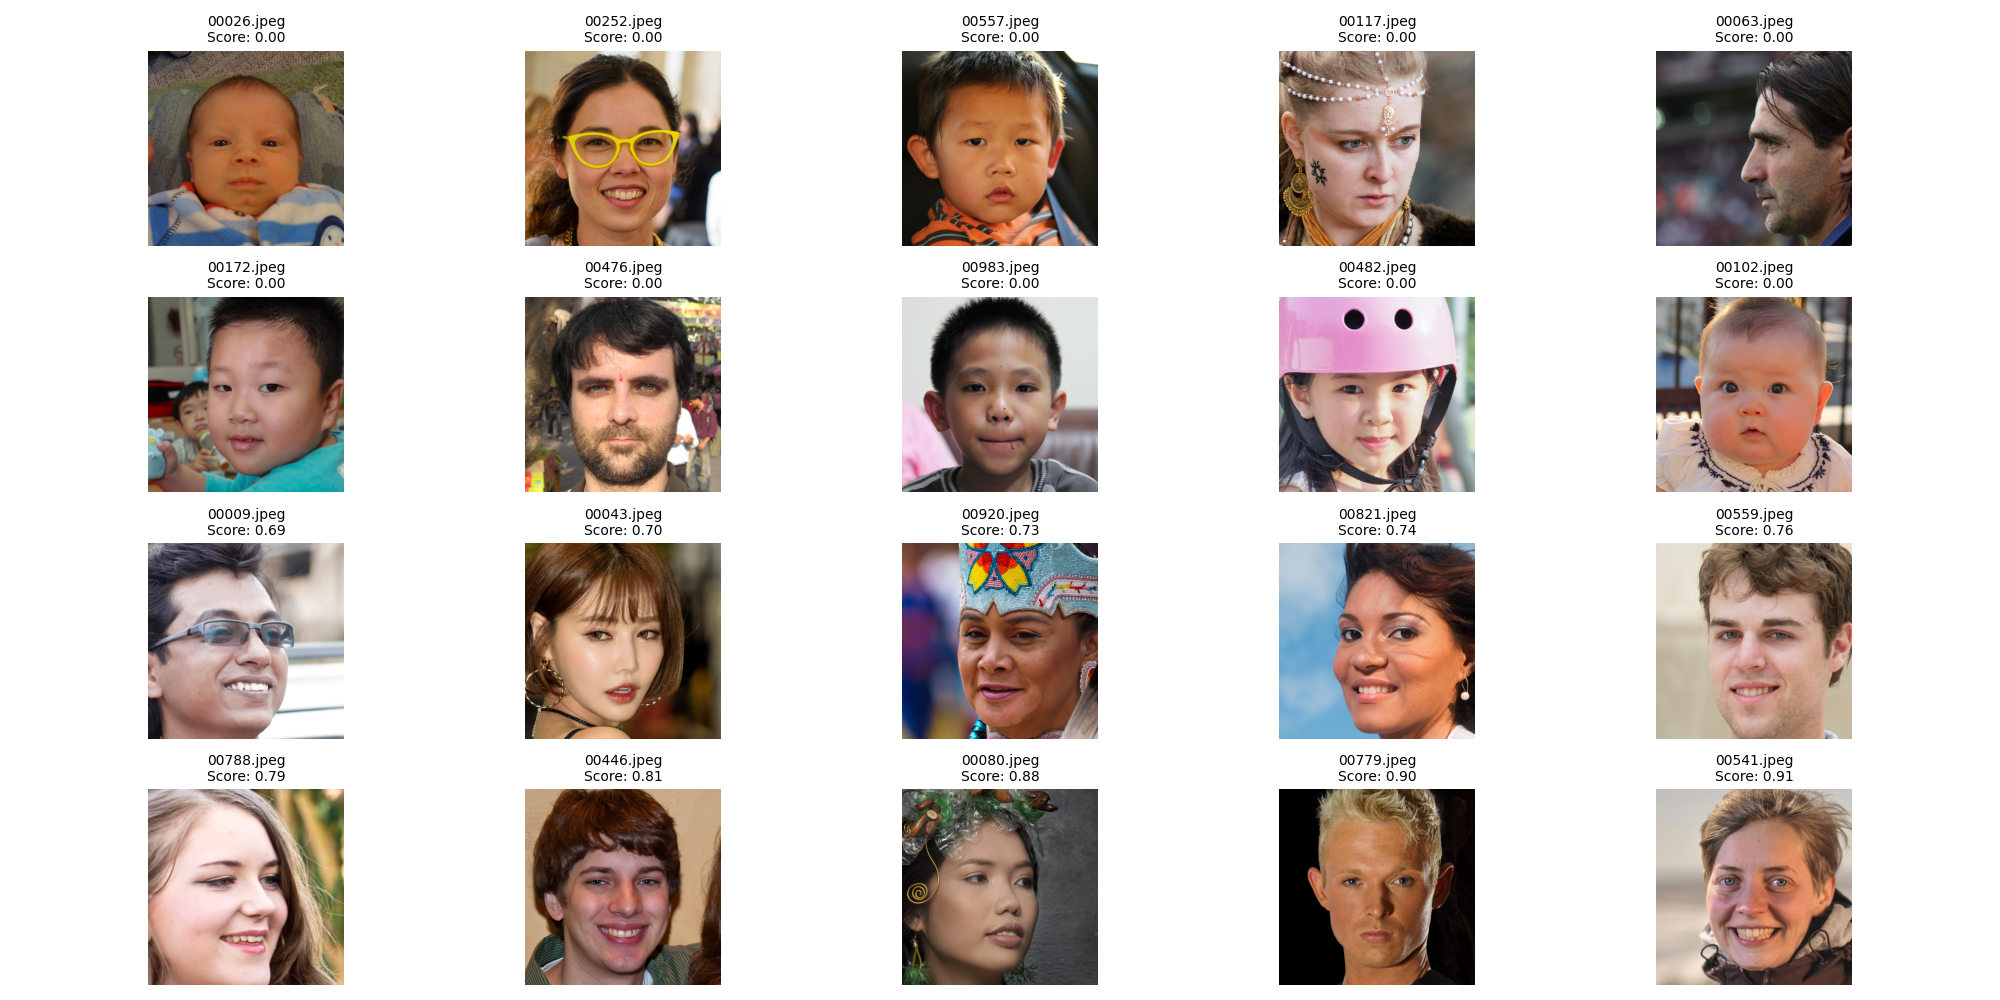 00026.jpeg
Score: 0.00
00252.jpeg
Score: 0.00
00557.jpeg
Score: 0.00
00117.jpeg
Score: 0.00
00063.jpeg
Score: 0.00
00172.jpeg
Score: 0.00
00476.jpeg
Score: 0.00
00983.jpeg
Score: 0.00
00482.jpeg
Score: 0.00
00102.jpeg
Score: 0.00
00009.jpeg
Score: 0.69
00043.jpeg
Score: 0.70
00920.jpeg
Score: 0.73
00821.jpeg
Score: 0.74
00559.jpeg
Score: 0.76
00788.jpeg
Score: 0.79
00446.jpeg
Score: 0.81
00080.jpeg
Score: 0.88
00779.jpeg
Score: 0.90
00541.jpeg
Score: 0.91